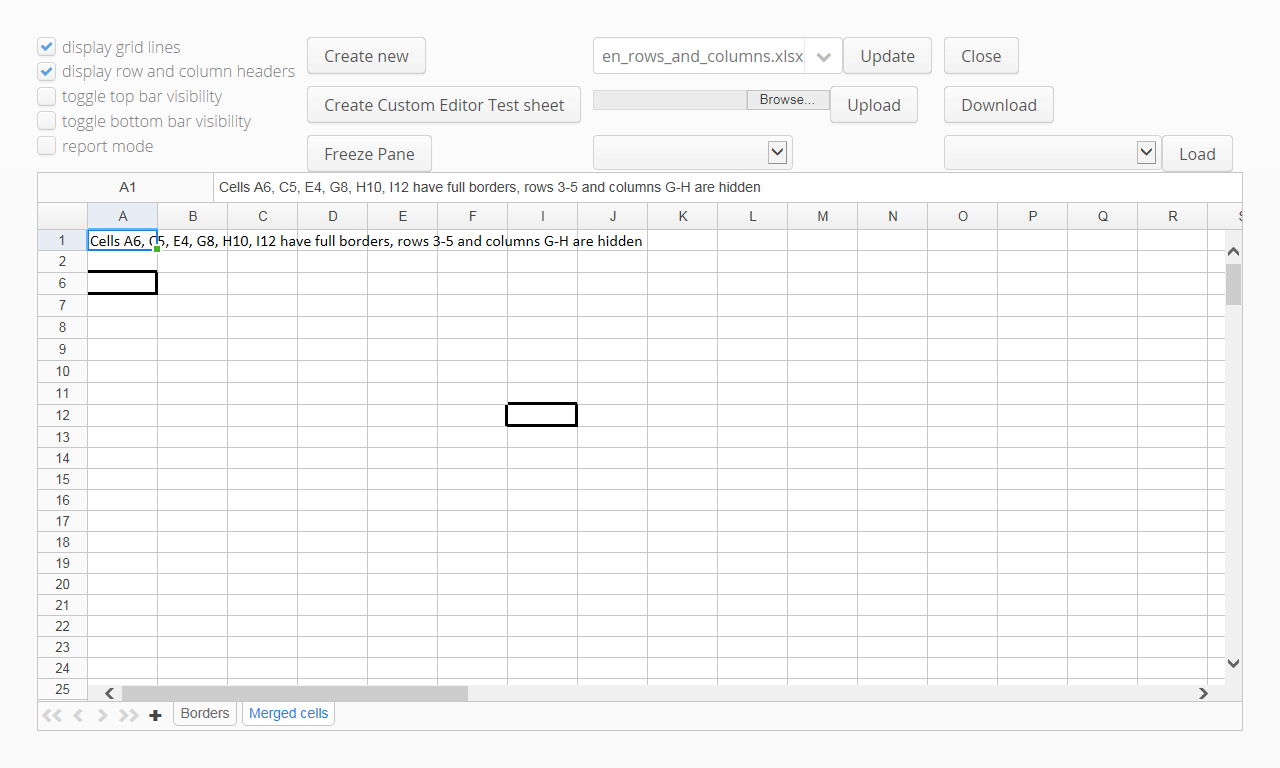 display grid lines
display row and column headers
toggle top bar visibility
toggle bottom bar visibility
report mode
Create new
en_rows_and_columns.xlsx
Update
Close
Create Custom Editor Test sheet
Browse...
Upload
Download
Freeze Pane
Load
A1 Cells A6, C5, E4, G8, H10, I12 have full borders, rows 3-5 and columns G-H are hidden
A B C D E F I J K L M N O P Q R
1 Cells A6, C5, E4, G8, H10, I12 have full borders, rows 3-5 and columns G-H are hidden
2
6
7
8
9
10
11
12
13
14
15
16
17
18
19
20
21
22
23
24
25
Borders Merged cells